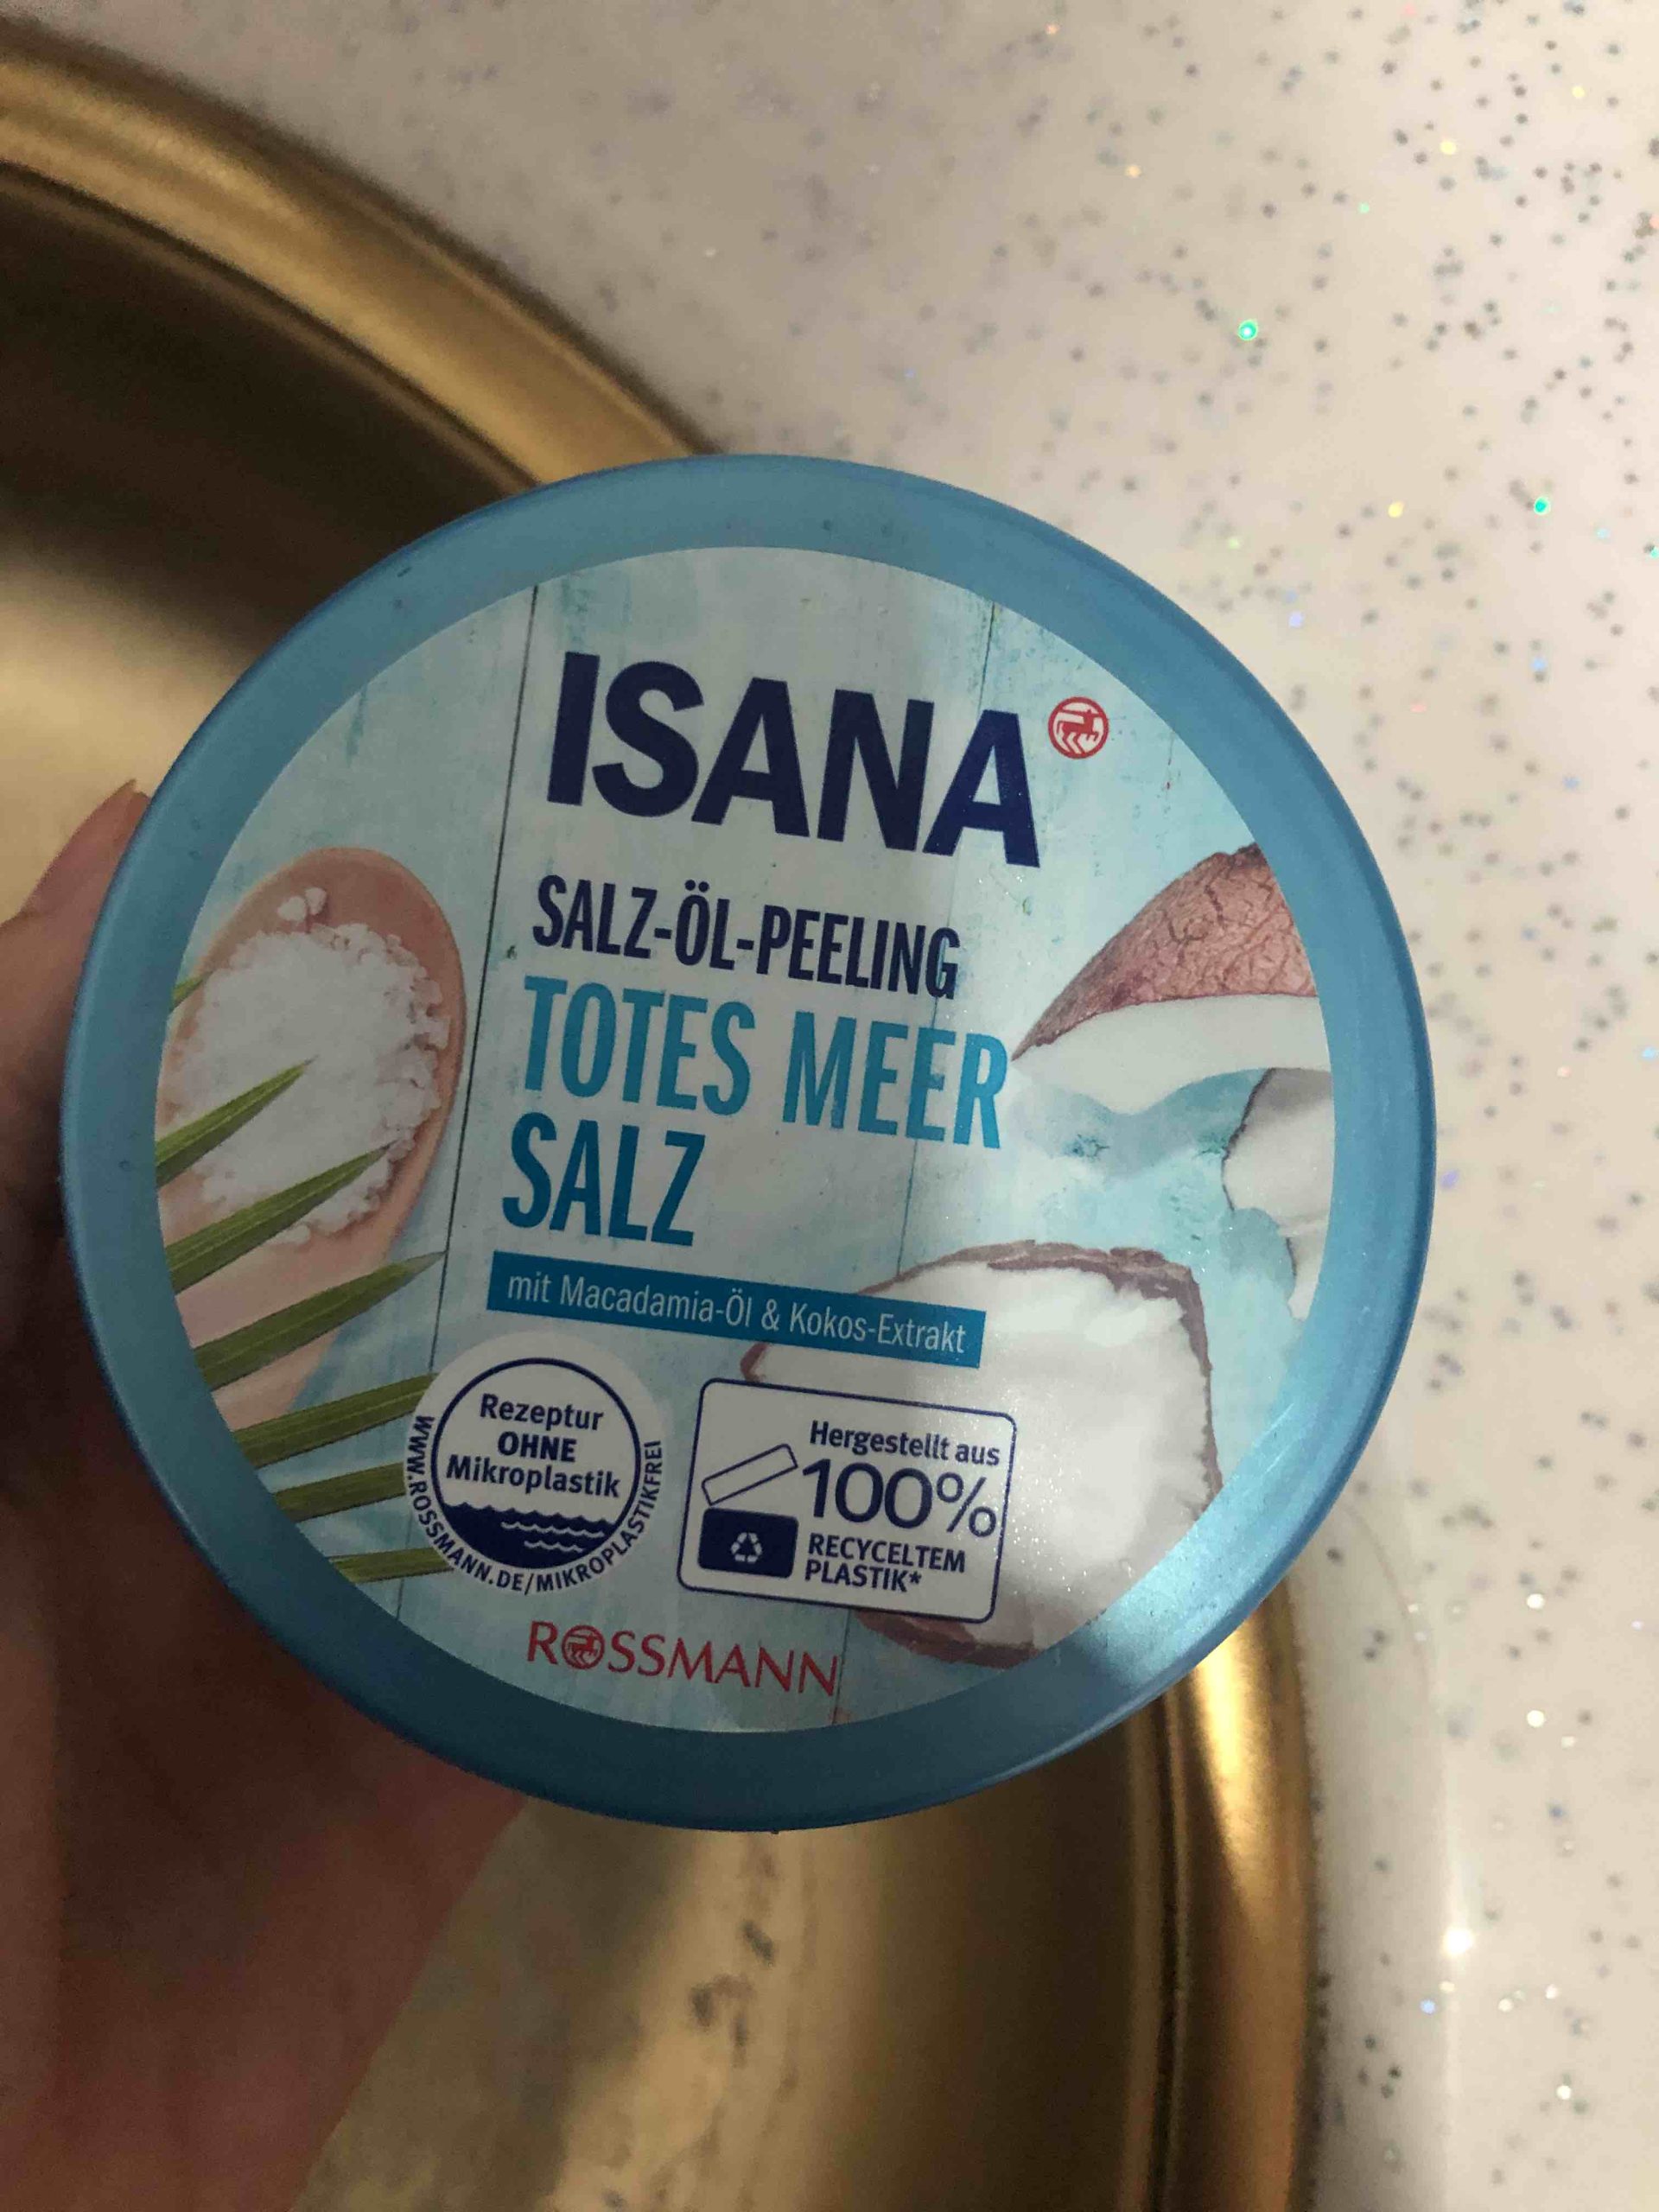 ISANA
SALZ-ÖL-PEELING
TOTES MEER
SALZ
mit Macadamia-Öl & Kokos-Extrakt
Rezeptur
OHNE
Mikroplastik
WWW.ROSSMANN.DE/MIKROPLASTIKFREI
Hergestellt aus
100%
RECYCELTEM
PLASTIK*
ROSSMANN